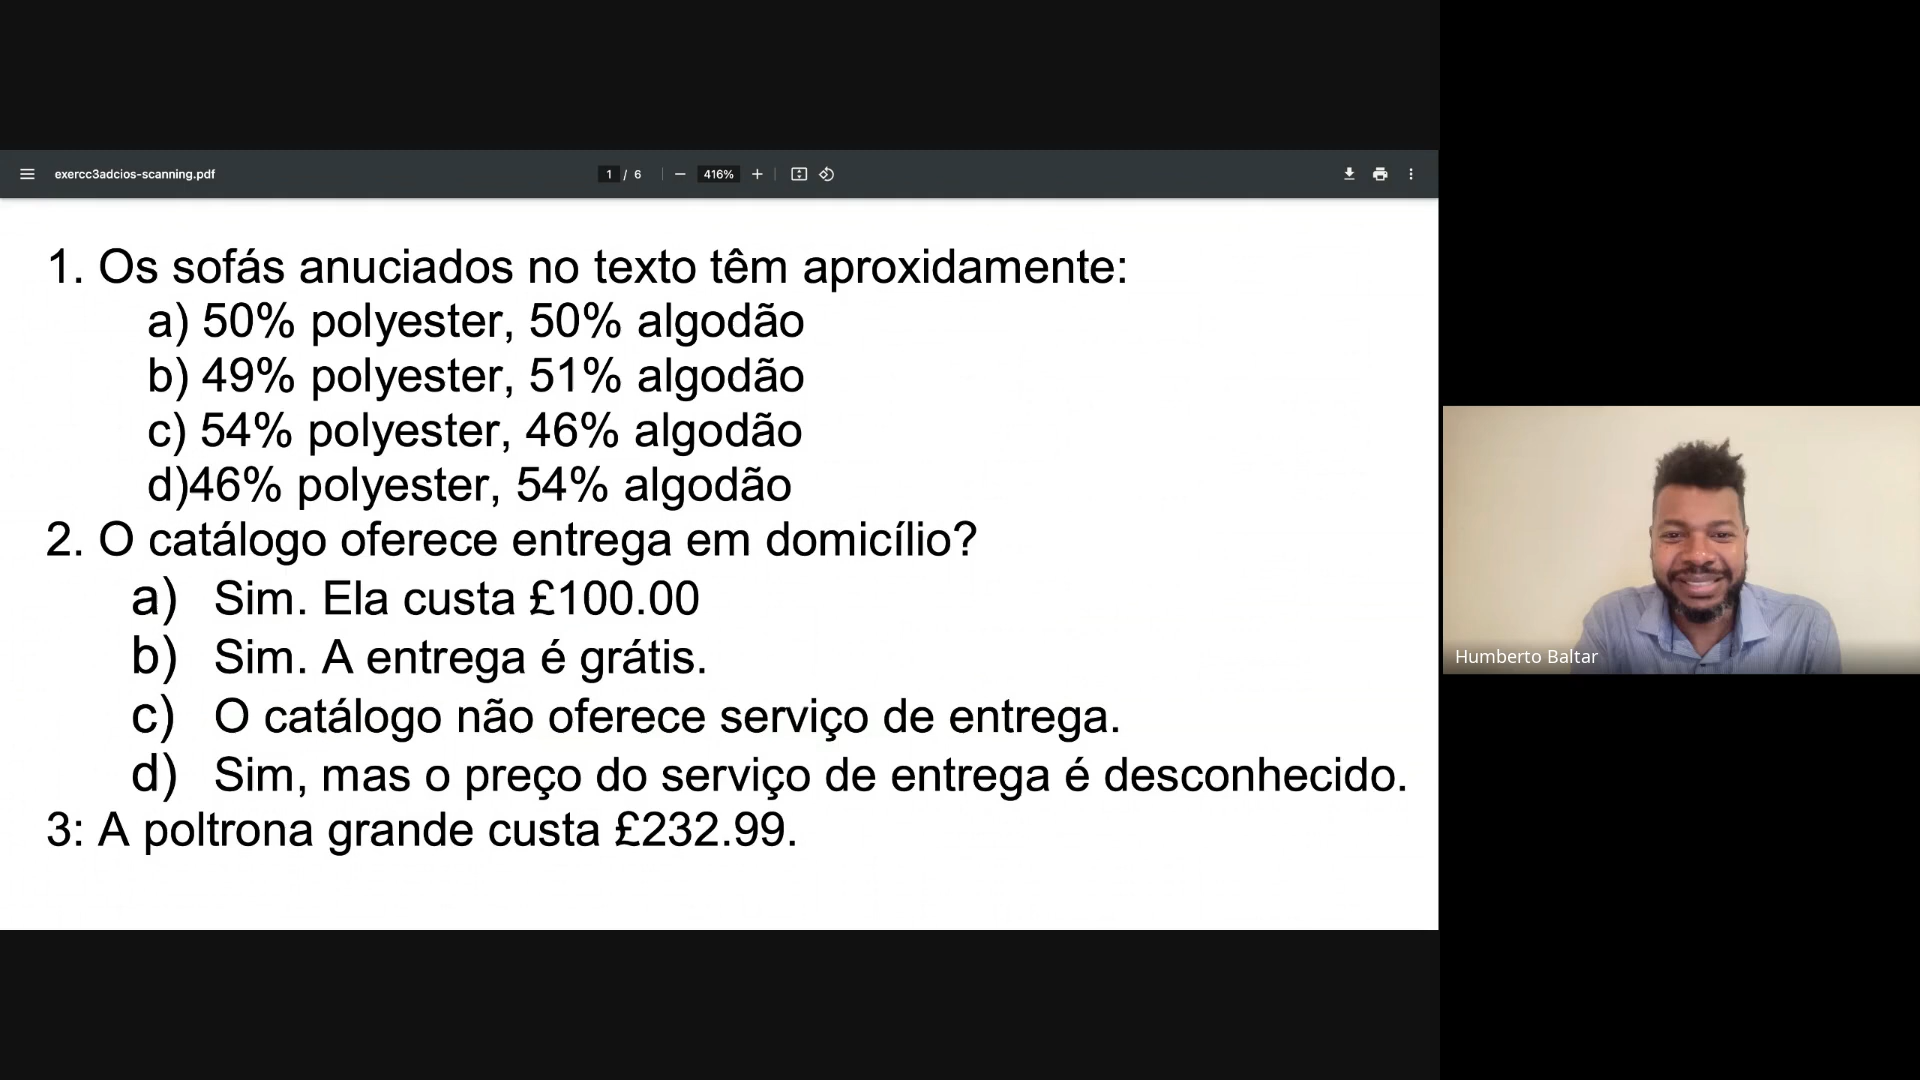 exercc3adcios-scanning.pdf
1 / 6
416%
1. Os sofás anuciados no texto têm aproxidamente:
a) 50% polyester, 50% algodão
b) 49% polyester, 51% algodão
c) 54% polyester, 46% algodão
d)46% polyester, 54% algodão
2. O catálogo oferece entrega em domicílio?
a) Sim. Ela custa £100.00
b) Sim. A entrega é grátis.
c) O catálogo não oferece serviço de entrega.
d) Sim, mas o preço do serviço de entrega é desconhecido.
3: A poltrona grande custa £232.99.
Humberto Baltar